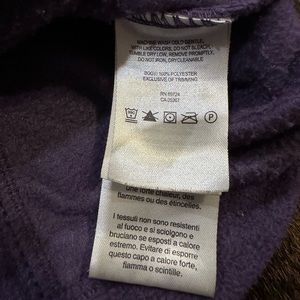 MACHINE WASH COLD GENTLE,
WITH LIKE COLORS, DO NOT BLEACH,
TUMBLE DRY LOW, REMOVE PROMPTLY,
DO NOT IRON, DRYCLEANABLE
BODY: 100% POLYESTER
EXCLUSIVE OF TRIMMING
RN 69724
CA 05367
une forte chaleur, des
flammes ou des étincelles.
I tessuti non sono resistenti
al fuoco e si sciolgono e
bruciano se esposti a calore
estremo. Evitare di esporre
questo capo a calore forte,
fiamma o scintille.